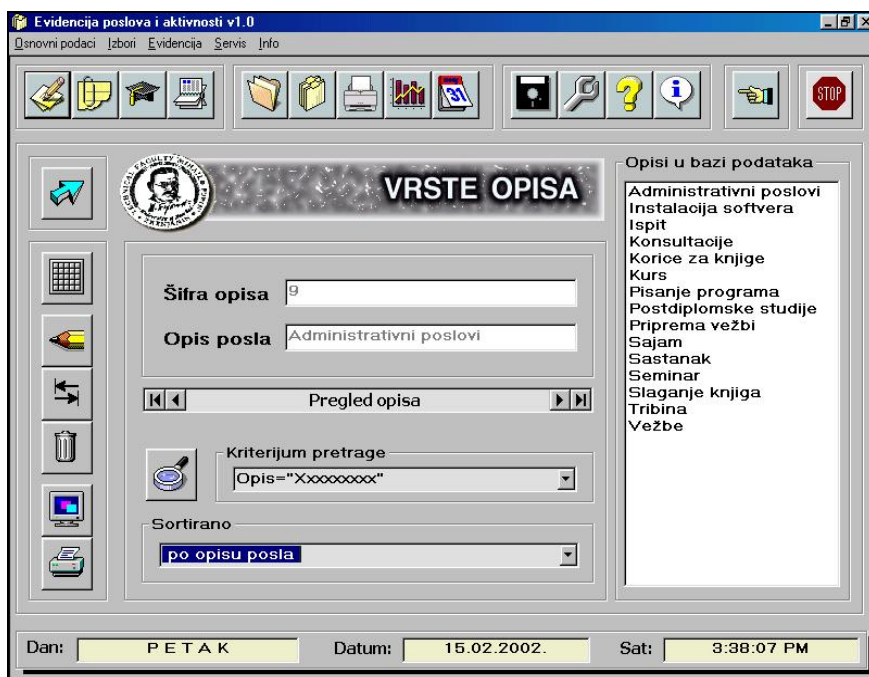 Evidencija poslova i aktivnosti v1.0
Osnovni podaci Izbori Evidencija Servis Info
31
STOP
VRSTE OPISA
Šifra opisa 9
Opis posla Administrativni poslovi
Pregled opisa
Kriterijum pretrage
Opis="Xxxxxxxxx"
Sortirano
po opisu posla
Opisi u bazi podataka
Administrativni poslovi
Instalacija softvera
Ispit
Konsultacije
Korice za knjige
Kurs
Pisanje programa
Postdiplomske studije
Priprema vežbi
Sajam
Sastanak
Seminar
Slaganje knjiga
Tribina
Vežbe
Dan: PETAK Datum: 15.02.2002. Sat: 3:38:07 PM